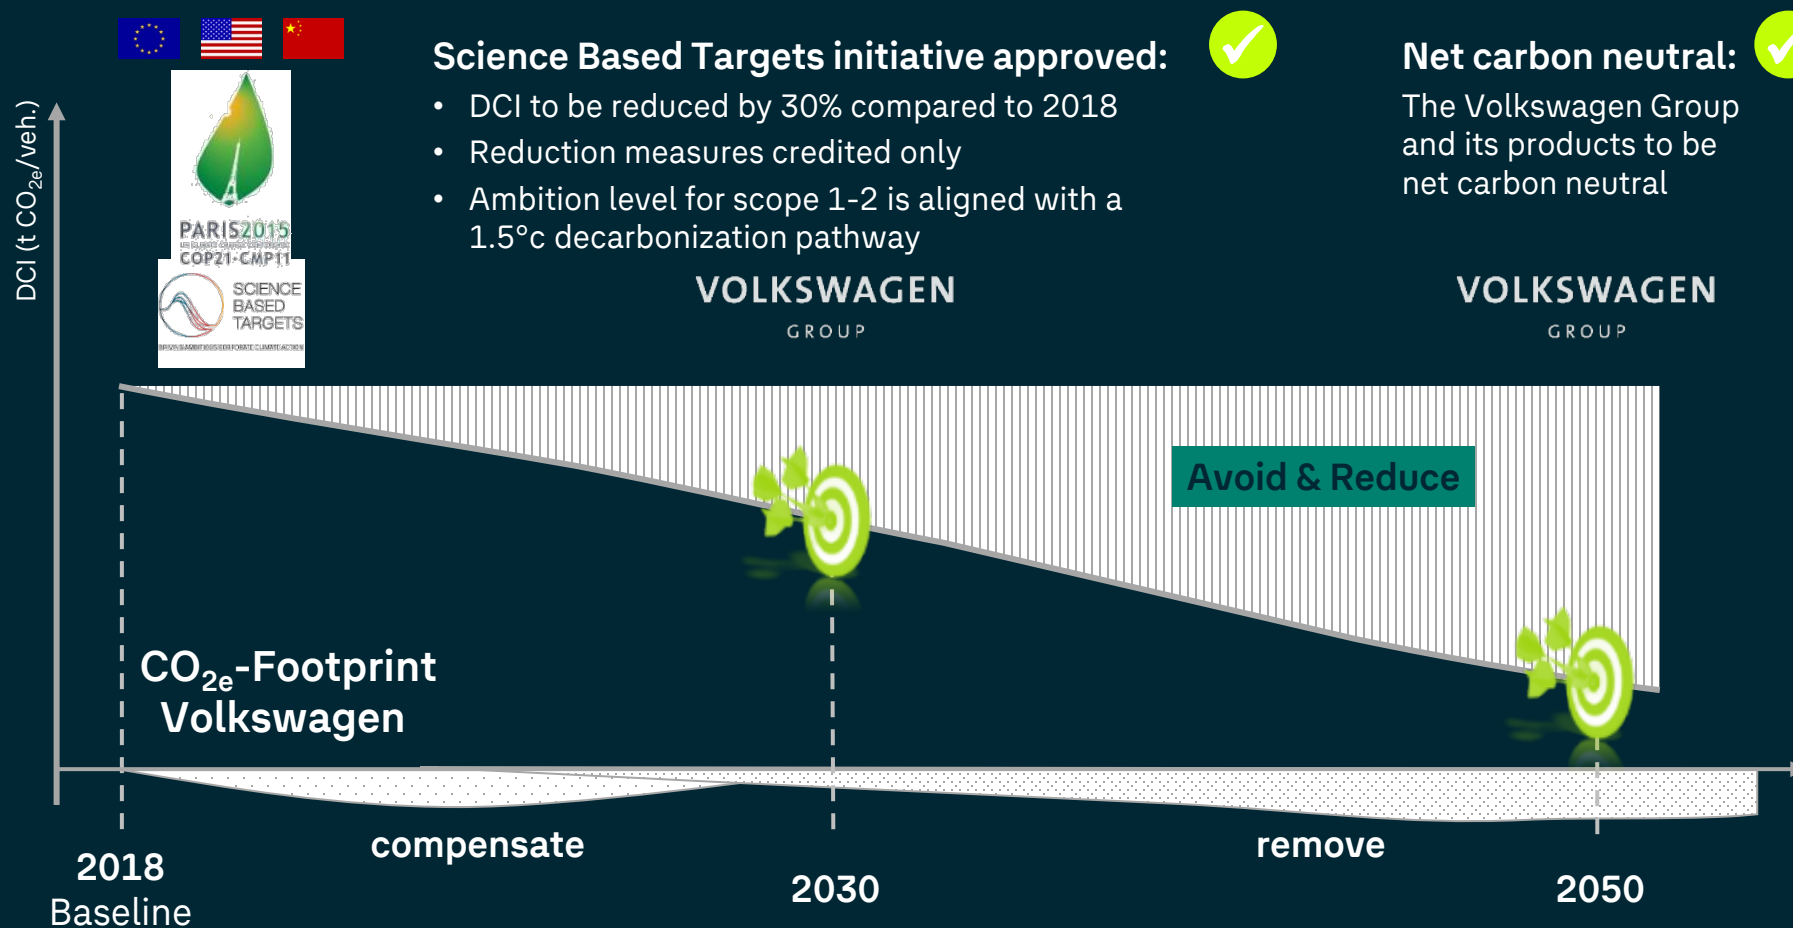 DCI (t CO2e/veh.)
PARIS2015
COP21·CMP11
SCIENCE
BASED
TARGETS
Science Based Targets initiative approved:
• DCI to be reduced by 30% compared to 2018
• Reduction measures credited only
• Ambition level for scope 1-2 is aligned with a
1.5°c decarbonization pathway
VOLKSWAGEN
GROUP
Net carbon neutral:
The Volkswagen Group
and its products to be
net carbon neutral
VOLKSWAGEN
GROUP
Avoid & Reduce
CO2e-Footprint
Volkswagen
compensate
remove
2018
Baseline
2030
2050